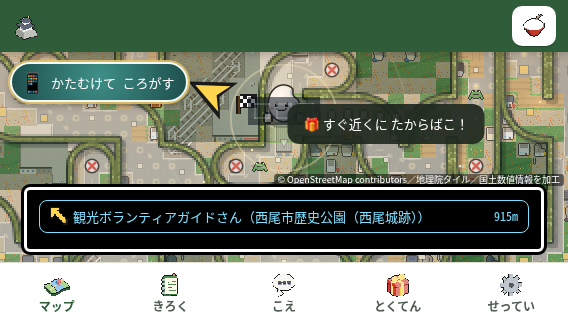 かたむけて ころがす
すぐ近くに たからばこ！
© OpenStreetMap contributors／地理院タイル／国土数値情報を加工
観光ボランティアガイドさん（西尾市歴史公園（西尾城跡）） 915m
マップ きろく こえ とくてん せってい